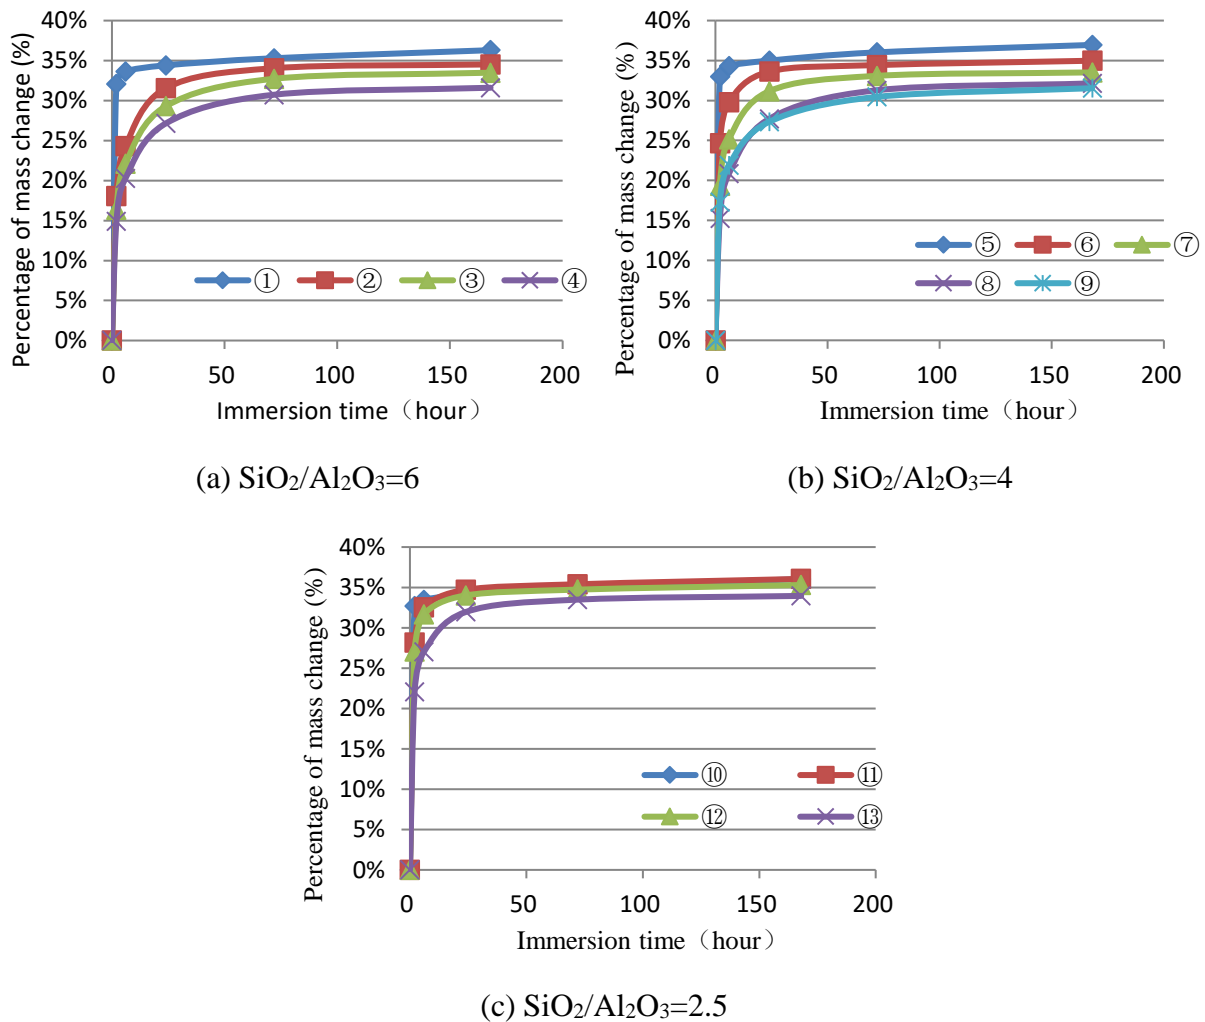 Percentage of mass change (%)
40%
35%
30%
25%
20%
15%
10%
5%
0%
① ② ③ ④
0 50 100 150 200
Immersion time（hour）
(a) SiO₂/Al₂O₃=6
Percentage of mass change (%)
40%
35%
30%
25%
20%
15%
10%
5%
0%
⑤ ⑥ ⑦
⑧ ⑨
0 50 100 150 200
Immersion time（hour）
(b) SiO₂/Al₂O₃=4
Percentage of mass change (%)
40%
35%
30%
25%
20%
15%
10%
5%
0%
⑩ ⑪
⑫ ⑬
0 50 100 150 200
Immersion time（hour）
(c) SiO₂/Al₂O₃=2.5